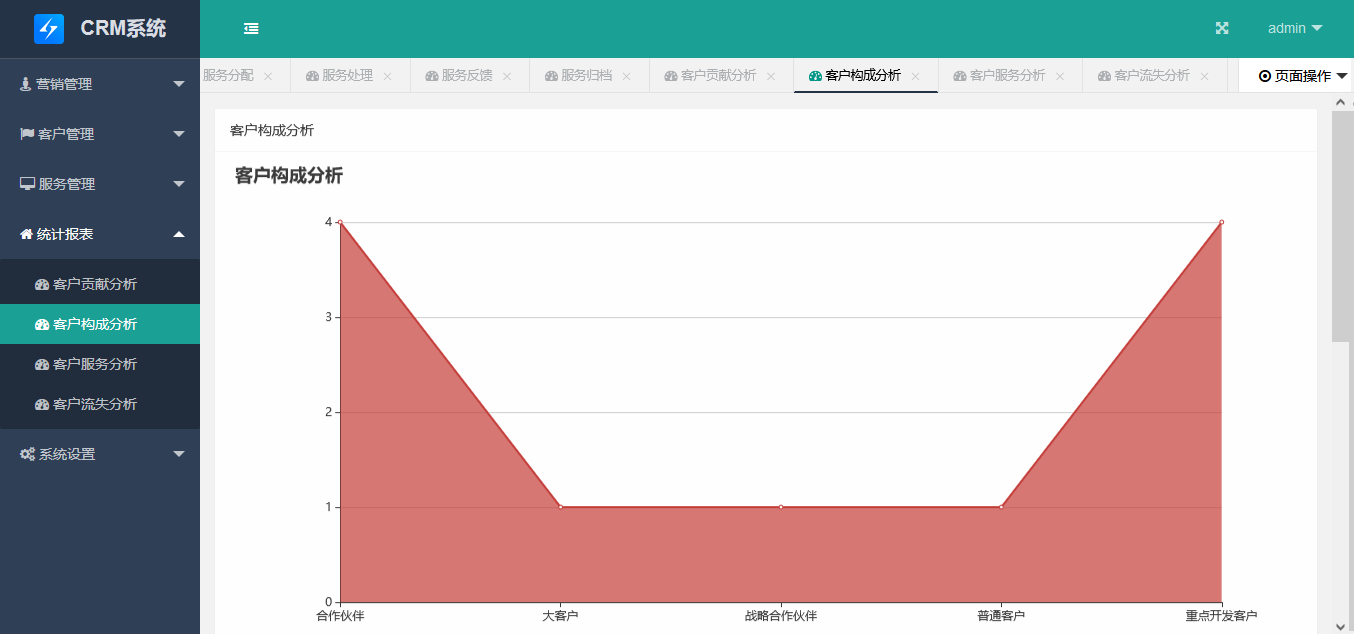 CRM系统
admin
营销管理
客户管理
服务管理
统计报表
客户贡献分析
客户构成分析
客户服务分析
客户流失分析
系统设置
服务分配 × 服务处理 × 服务反馈 × 服务归档 × 客户贡献分析 × 客户构成分析 × 客户服务分析 × 客户流失分析 × 页面操作
客户构成分析
客户构成分析
4
3
2
1
0
合作伙伴 大客户 战略合作伙伴 普通客户 重点开发客户